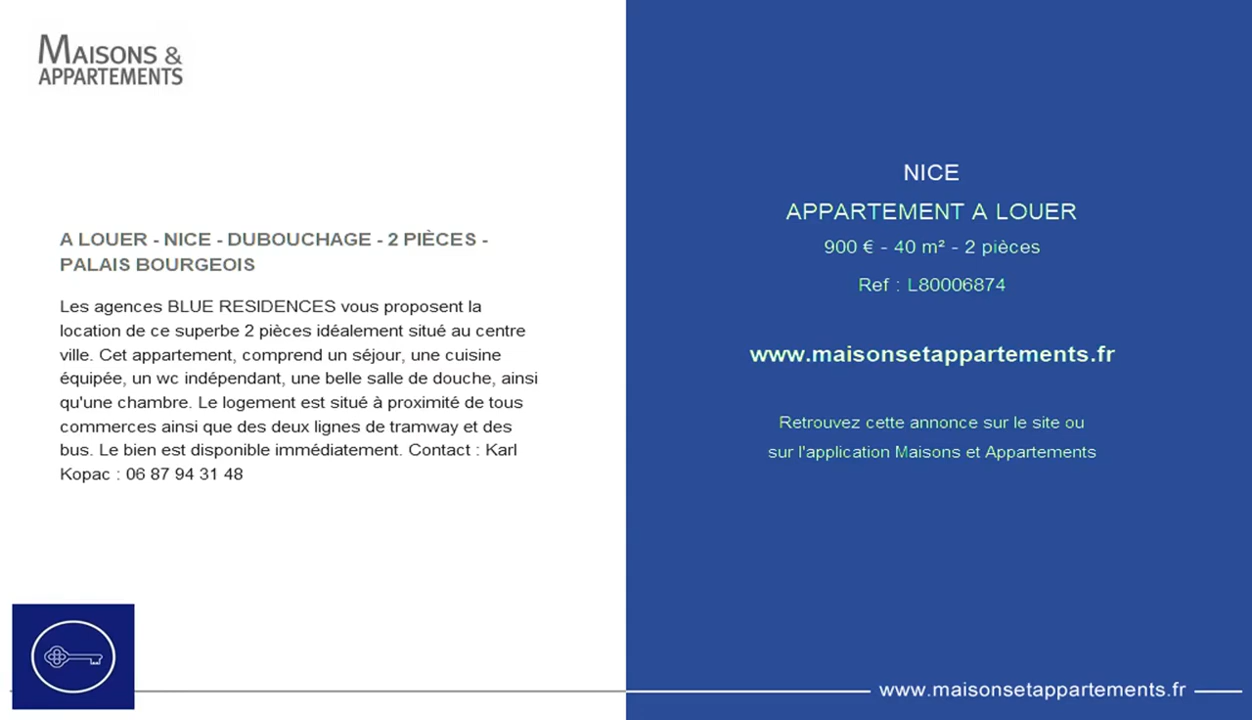 MAISONS &
APPARTEMENTS
A LOUER - NICE - DUBOUCHAGE - 2 PIÈCES -
PALAIS BOURGEOIS
Les agences BLUE RESIDENCES vous proposent la
location de ce superbe 2 pièces idéalement situé au centre
ville. Cet appartement, comprend un séjour, une cuisine
équipée, un wc indépendant, une belle salle de douche, ainsi
qu'une chambre. Le logement est situé à proximité de tous
commerces ainsi que des deux lignes de tramway et des
bus. Le bien est disponible immédiatement. Contact : Karl
Kopac : 06 87 94 31 48
NICE
APPARTEMENT A LOUER
900 € - 40 m² - 2 pièces
Ref : L80006874
www.maisonsetappartements.fr
Retrouvez cette annonce sur le site ou
sur l'application Maisons et Appartements
www.maisonsetappartements.fr